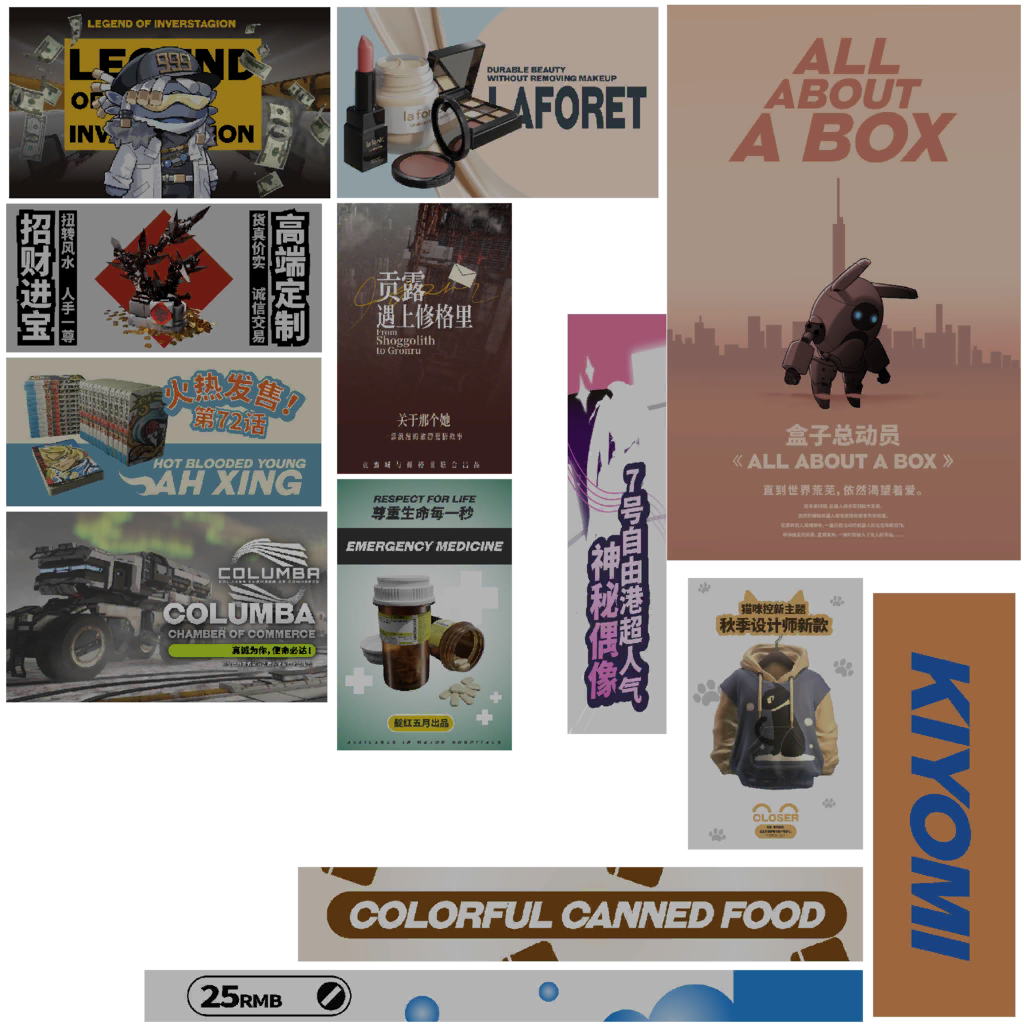 LEGEND OF INVERSTAGION
LEGEND
999
INV
ION
DURABLE BEAUTY
WITHOUT REMOVING MAKEUP
LAFORET
ALL
ABOUT
A BOX
盒子总动员
《 ALL ABOUT A BOX 》
直到世界荒芜,依然渴望着爱。
招财进宝
扭转风水 人手一尊
货真价实 诚信交易
高端定制
贡露
遇上修格里
From
Shoggolith
to Gronru
关于那个她
火热发售!
第72话
HOT BLOODED YOUNG
AH XING
COLUMBA
COLUMBA
CHAMBER OF COMMERCE
真诚为你,使命必达!
RESPECT FOR LIFE
尊重生命每一秒
EMERGENCY MEDICINE
靛红五月出品
AVAILABLE IN MAJOR HOSPITALS
7号自由港超人气
神秘偶像
猫咪控新主题
秋季设计师新款
CLOSER
KIYOMI
COLORFUL CANNED FOOD
25RMB